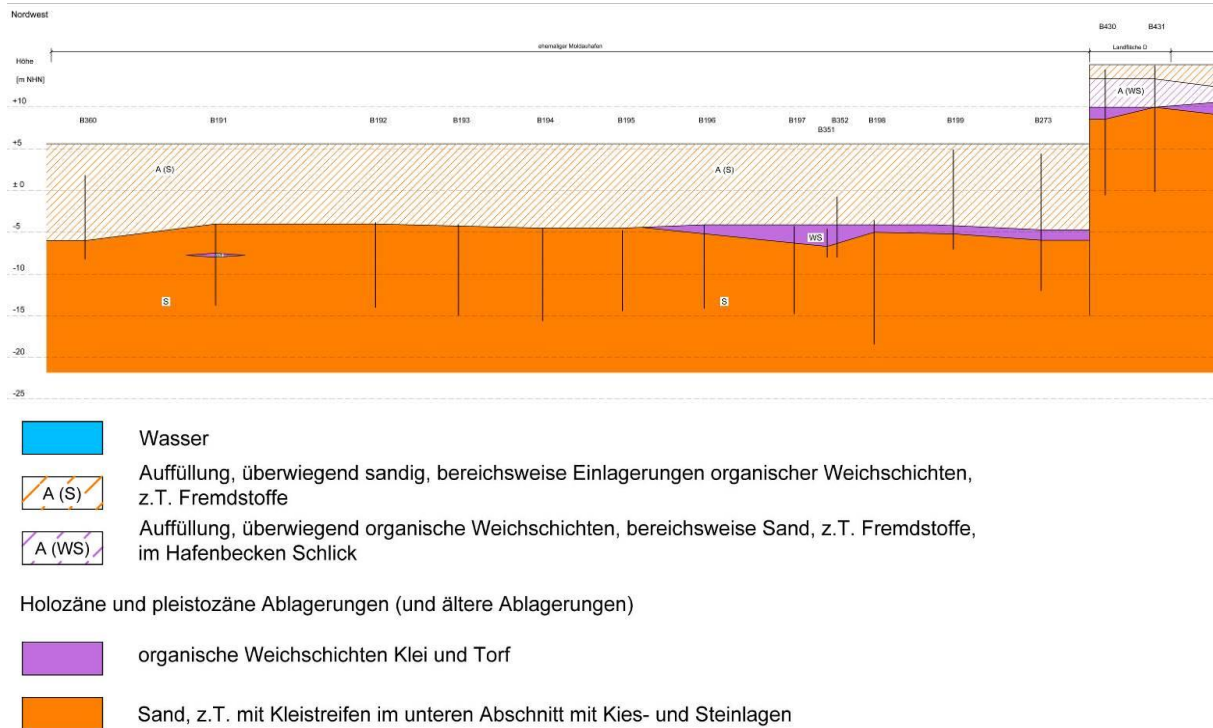 Nordwest
B430 B431
ehemaliger Moldauhafen Landfläche D
Höhe
[m NHN]
+10
B360 B191 B192 B193 B194 B195 B196 B197 B351 B352 B198 B199 B273
A (WS)
+5
A (S) A (S)
± 0
-5
WS
-10
S S
-15
-20
-25
Wasser
A (S) Auffüllung, überwiegend sandig, bereichsweise Einlagerungen organischer Weichschichten,
z.T. Fremdstoffe
A (WS) Auffüllung, überwiegend organische Weichschichten, bereichsweise Sand, z.T. Fremdstoffe,
im Hafenbecken Schlick
Holozäne und pleistozäne Ablagerungen (und ältere Ablagerungen)
organische Weichschichten Klei und Torf
Sand, z.T. mit Kleistreifen im unteren Abschnitt mit Kies- und Steinlagen